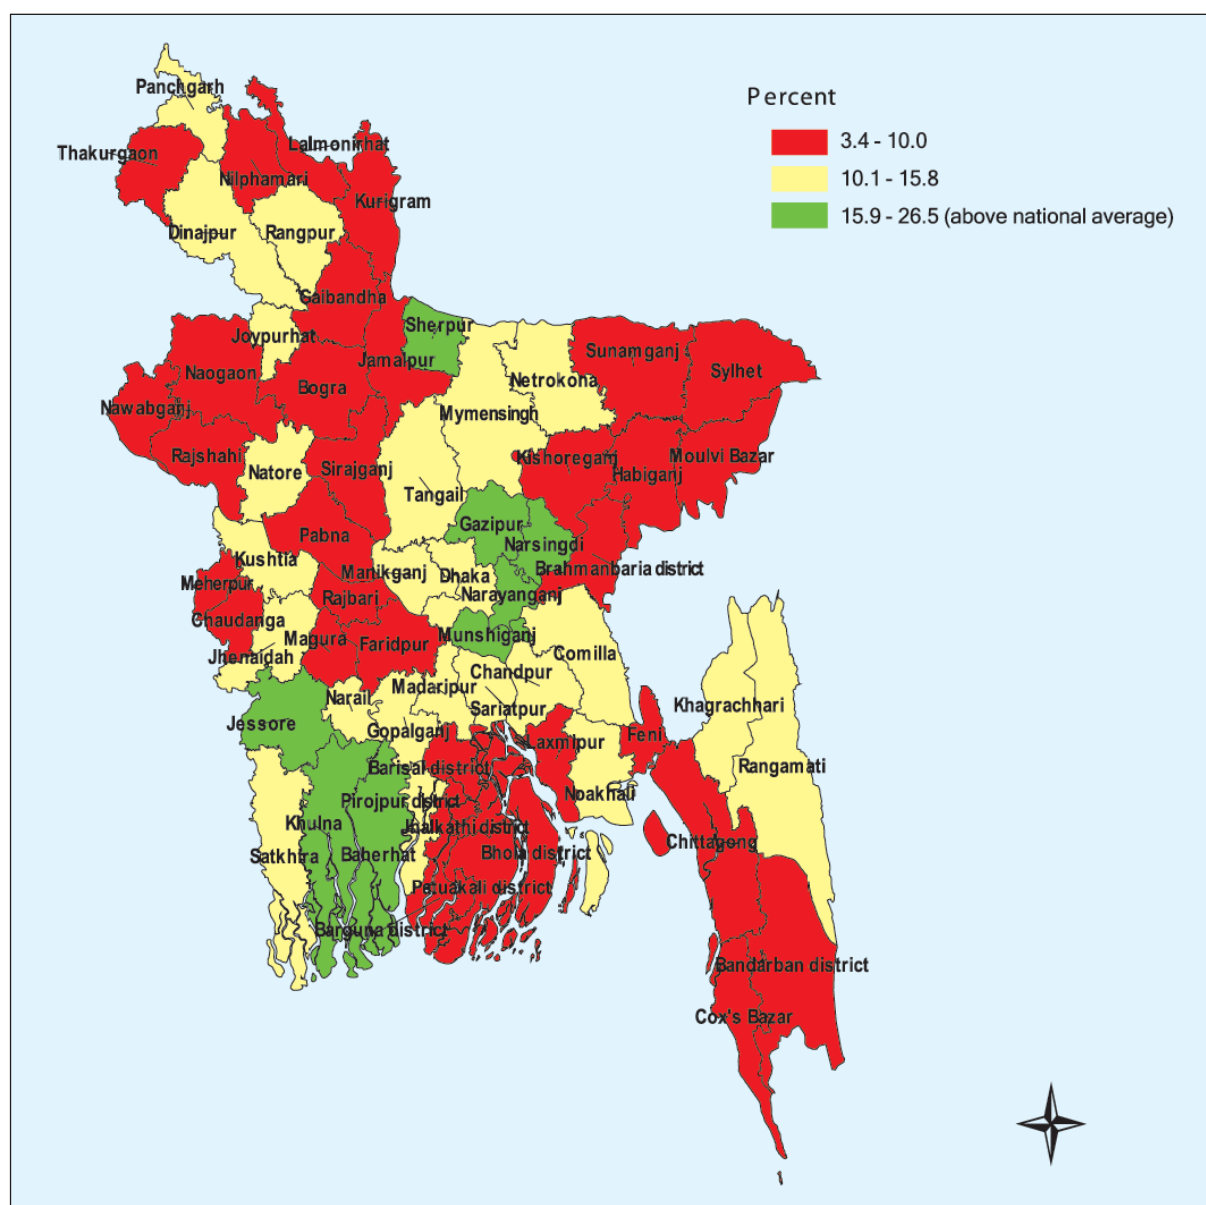 Percent
3.4 - 10.0
10.1 - 15.8
15.9 - 26.5 (above national average)
Panchgarh
Thakurgaon
Lalmonirhat
Nilphamari
Kurigram
Dinajpur
Rangpur
Gaibandha
Sherpur
Joypurhat
Jamalpur
Sunamganj
Sylhet
Naogaon
Bogra
Netrokona
Nawabganj
Mymensingh
Rajshahi
Natore
Sirajganj
Kishoreganj
Moulvi Bazar
Habiganj
Tangail
Gazipur
Pabna
Narsingdi
Kushtia
Manikganj
Dhaka
Brahmanbaria district
Meherpur
Rajbari
Narayanganj
Chaudanga
Magura
Faridpur
Munshiganj
Jhenaidah
Comilla
Chandpur
Madaripur
Narail
Sariatpur
Khagrachhari
Jessore
Gopalganj
Laxmipur
Feni
Barisal district
Rangamati
Pirojpur district
Noakhali
Khulna
Jhalkathi district
Chittagong
Satkhira
Baherhat
Bhola district
Patuakali district
Barguna district
Bandarban district
Cox's Bazar